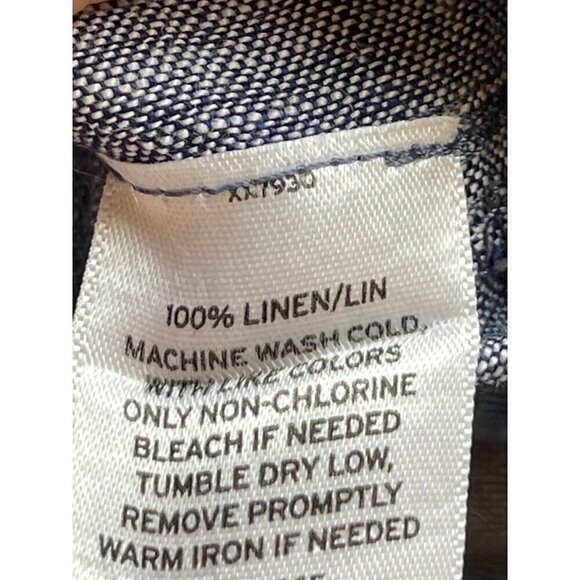 XX7930
100% LINEN/LIN
MACHINE WASH COLD,
WITH LIKE COLORS
ONLY NON-CHLORINE
BLEACH IF NEEDED
TUMBLE DRY LOW,
REMOVE PROMPTLY
WARM IRON IF NEEDED